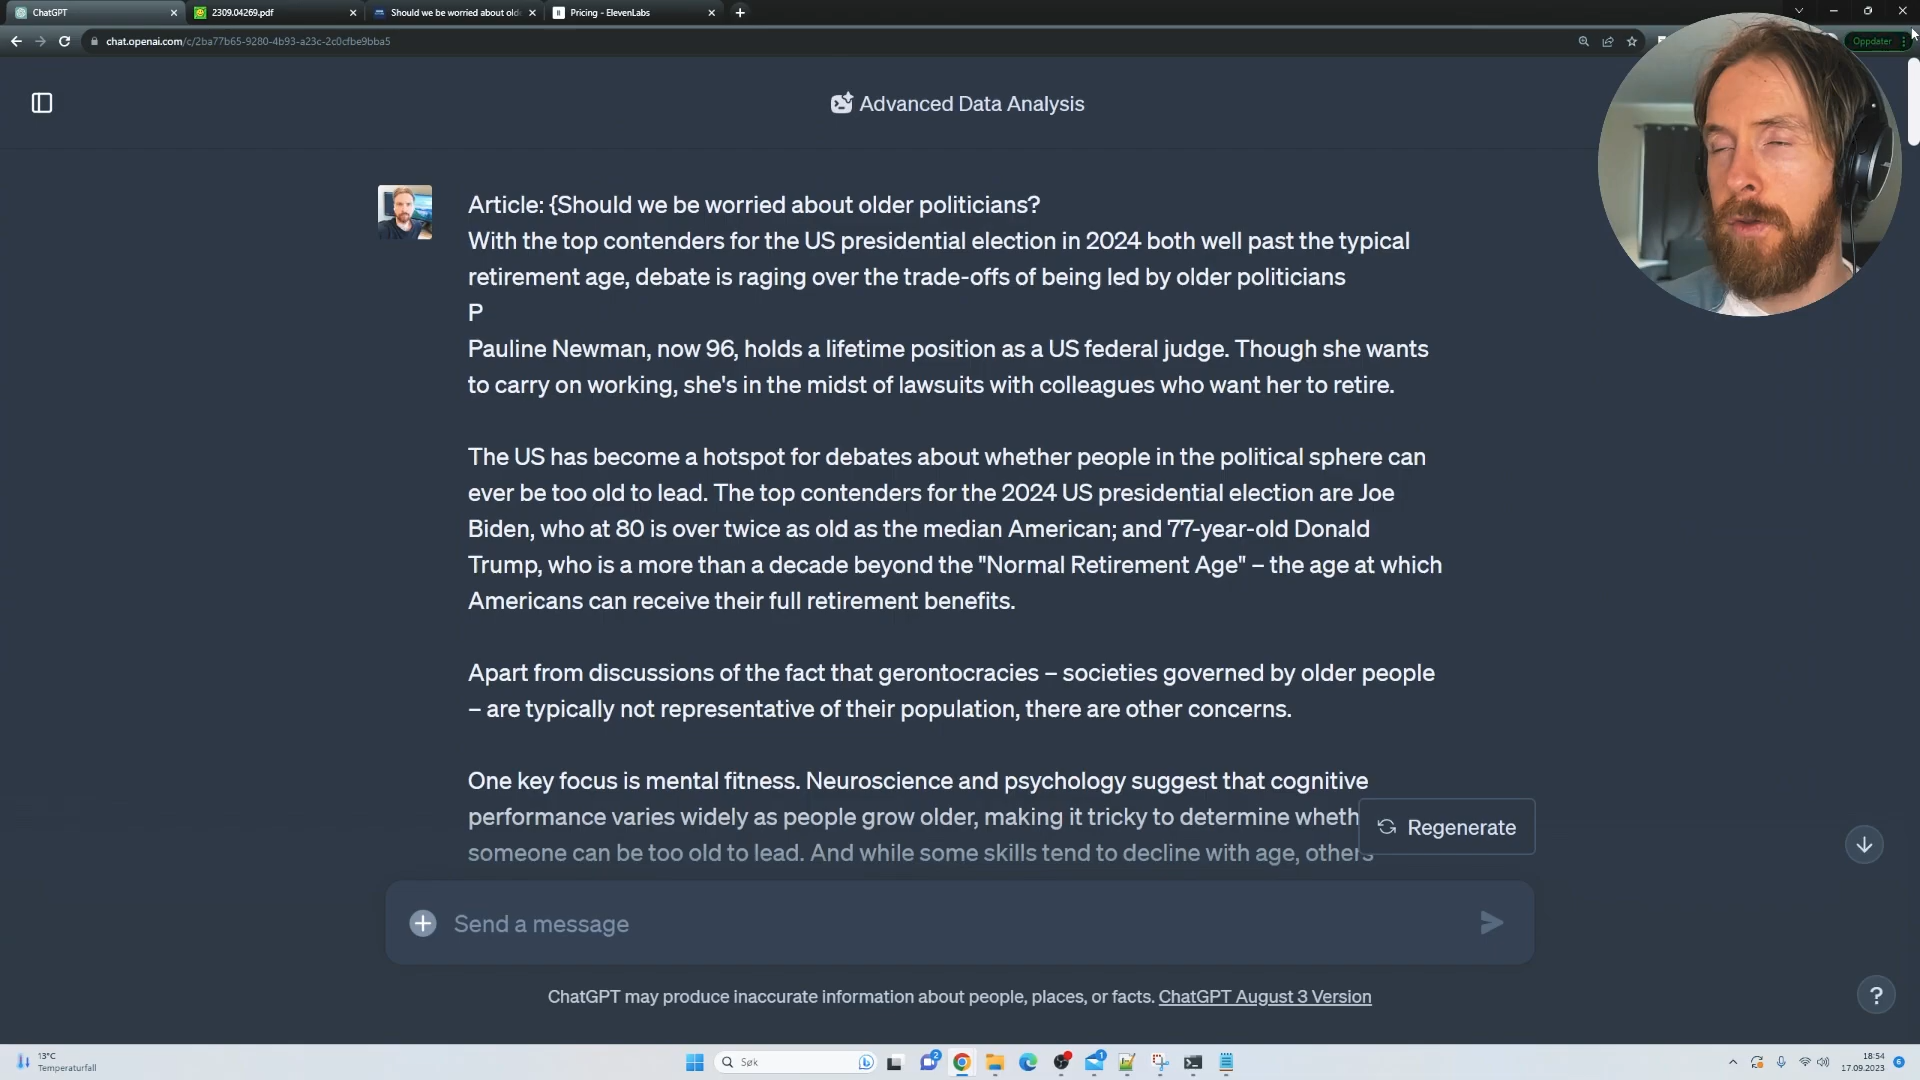 ChatGPT
2309.04269.pdf
Should we be worried about old
Pricing - ElevenLabs
chat.openai.com/c/2ba77b65-9280-4b93-a23c-2c0cfbe9bba5
Oppdater
Advanced Data Analysis
Article: {Should we be worried about older politicians?
With the top contenders for the US presidential election in 2024 both well past the typical
retirement age, debate is raging over the trade-offs of being led by older politicians
P
Pauline Newman, now 96, holds a lifetime position as a US federal judge. Though she wants
to carry on working, she's in the midst of lawsuits with colleagues who want her to retire.
The US has become a hotspot for debates about whether people in the political sphere can
ever be too old to lead. The top contenders for the 2024 US presidential election are Joe
Biden, who at 80 is over twice as old as the median American; and 77-year-old Donald
Trump, who is a more than a decade beyond the "Normal Retirement Age" – the age at which
Americans can receive their full retirement benefits.
Apart from discussions of the fact that gerontocracies – societies governed by older people
– are typically not representative of their population, there are other concerns.
One key focus is mental fitness. Neuroscience and psychology suggest that cognitive
performance varies widely as people grow older, making it tricky to determine wheth
someone can be too old to lead. And while some skills tend to decline with age, others
Regenerate
Send a message
ChatGPT may produce inaccurate information about people, places, or facts. ChatGPT August 3 Version
?
13°C
Temperaturfall
Søk
2
1
18:54
17.09.2023
6